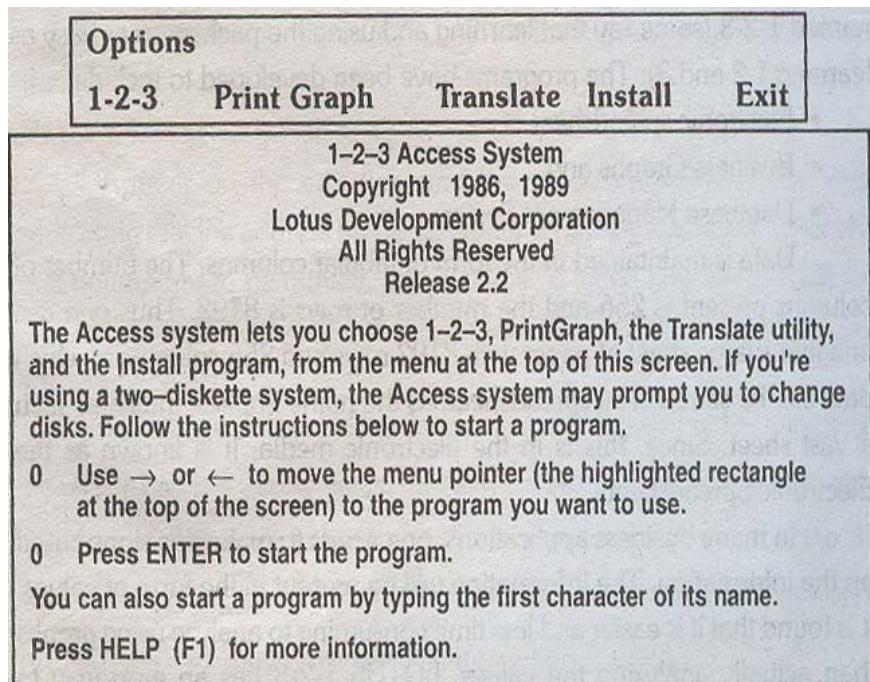 Options
1-2-3 Print Graph Translate Install Exit
1–2–3 Access System
Copyright 1986, 1989
Lotus Development Corporation
All Rights Reserved
Release 2.2
The Access system lets you choose 1–2–3, PrintGraph, the Translate utility,
and the Install program, from the menu at the top of this screen. If you're
using a two–diskette system, the Access system may prompt you to change
disks. Follow the instructions below to start a program.
0 Use → or ← to move the menu pointer (the highlighted rectangle
at the top of the screen) to the program you want to use.
0 Press ENTER to start the program.
You can also start a program by typing the first character of its name.
Press HELP (F1) for more information.